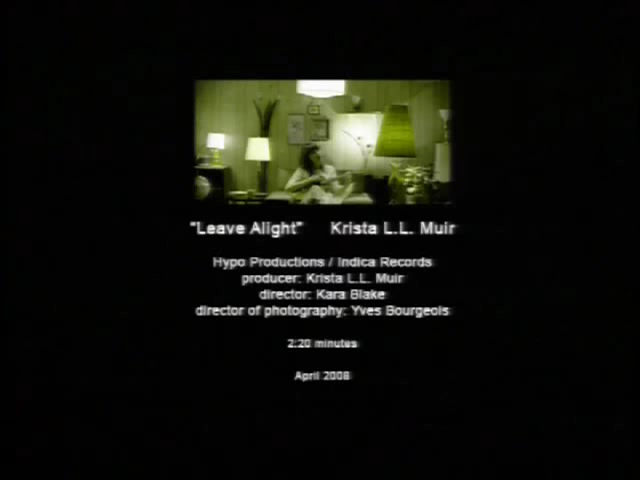 "Leave Alight" Krista L.L. Muir
Hypo Productions / Indica Records
producer: Krista L.L. Muir
director: Kara Blake
director of photography: Yves Bourgeois
2:20 minutes
April 2008